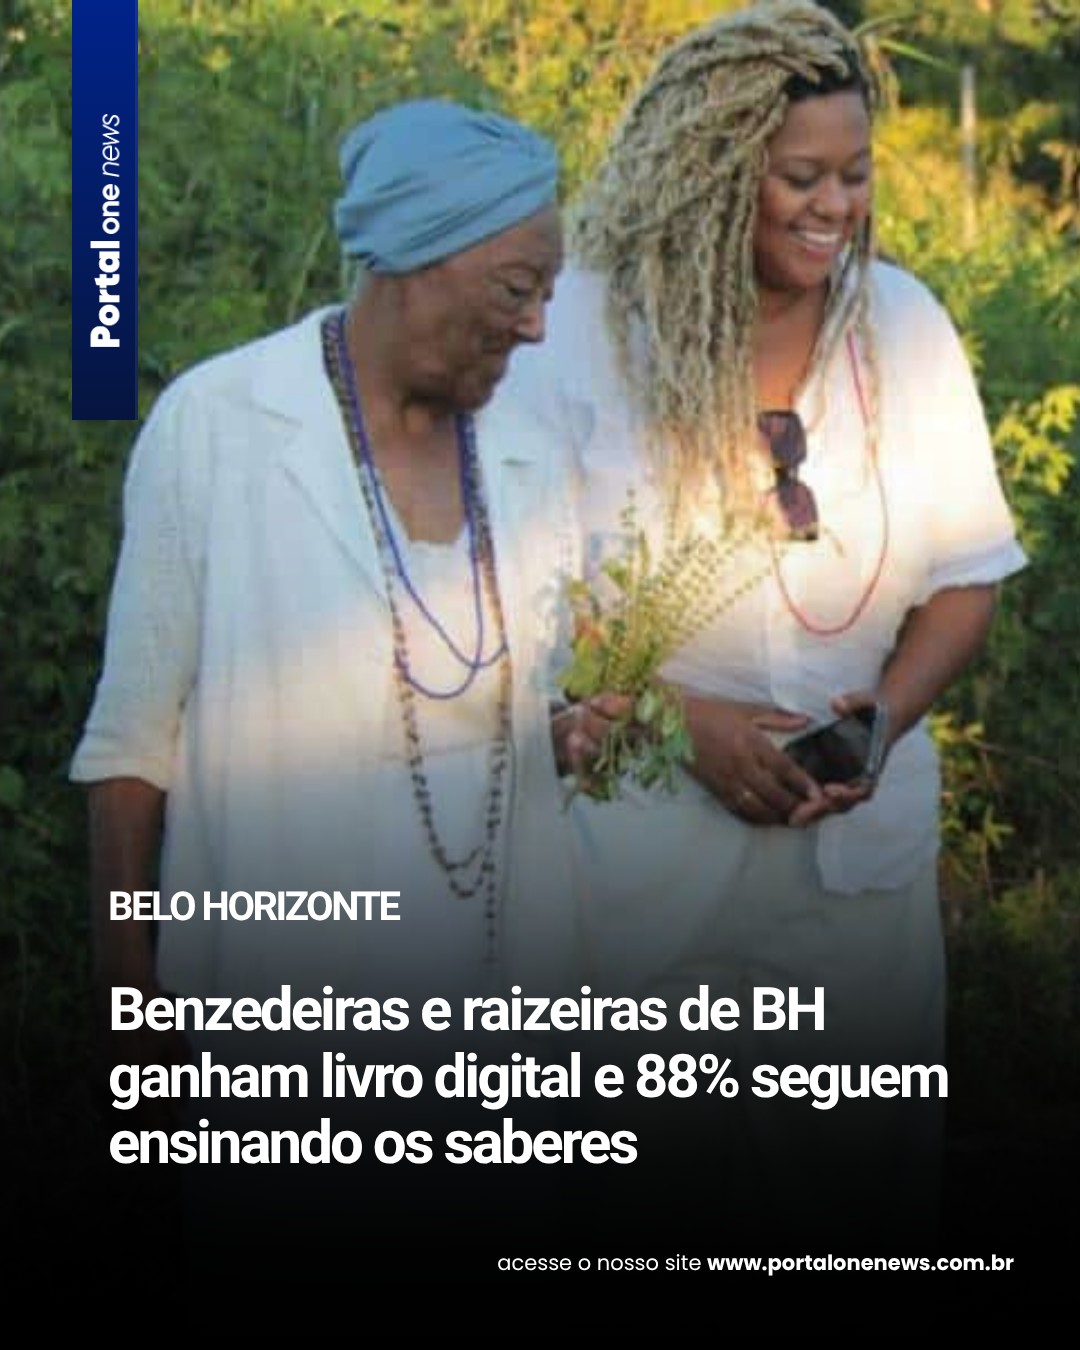 Portal one news
BELO HORIZONTE
Benzedeiras e raizeiras de BH
ganham livro digital e 88% seguem
ensinando os saberes
acesse o nosso site www.portalonenews.com.br